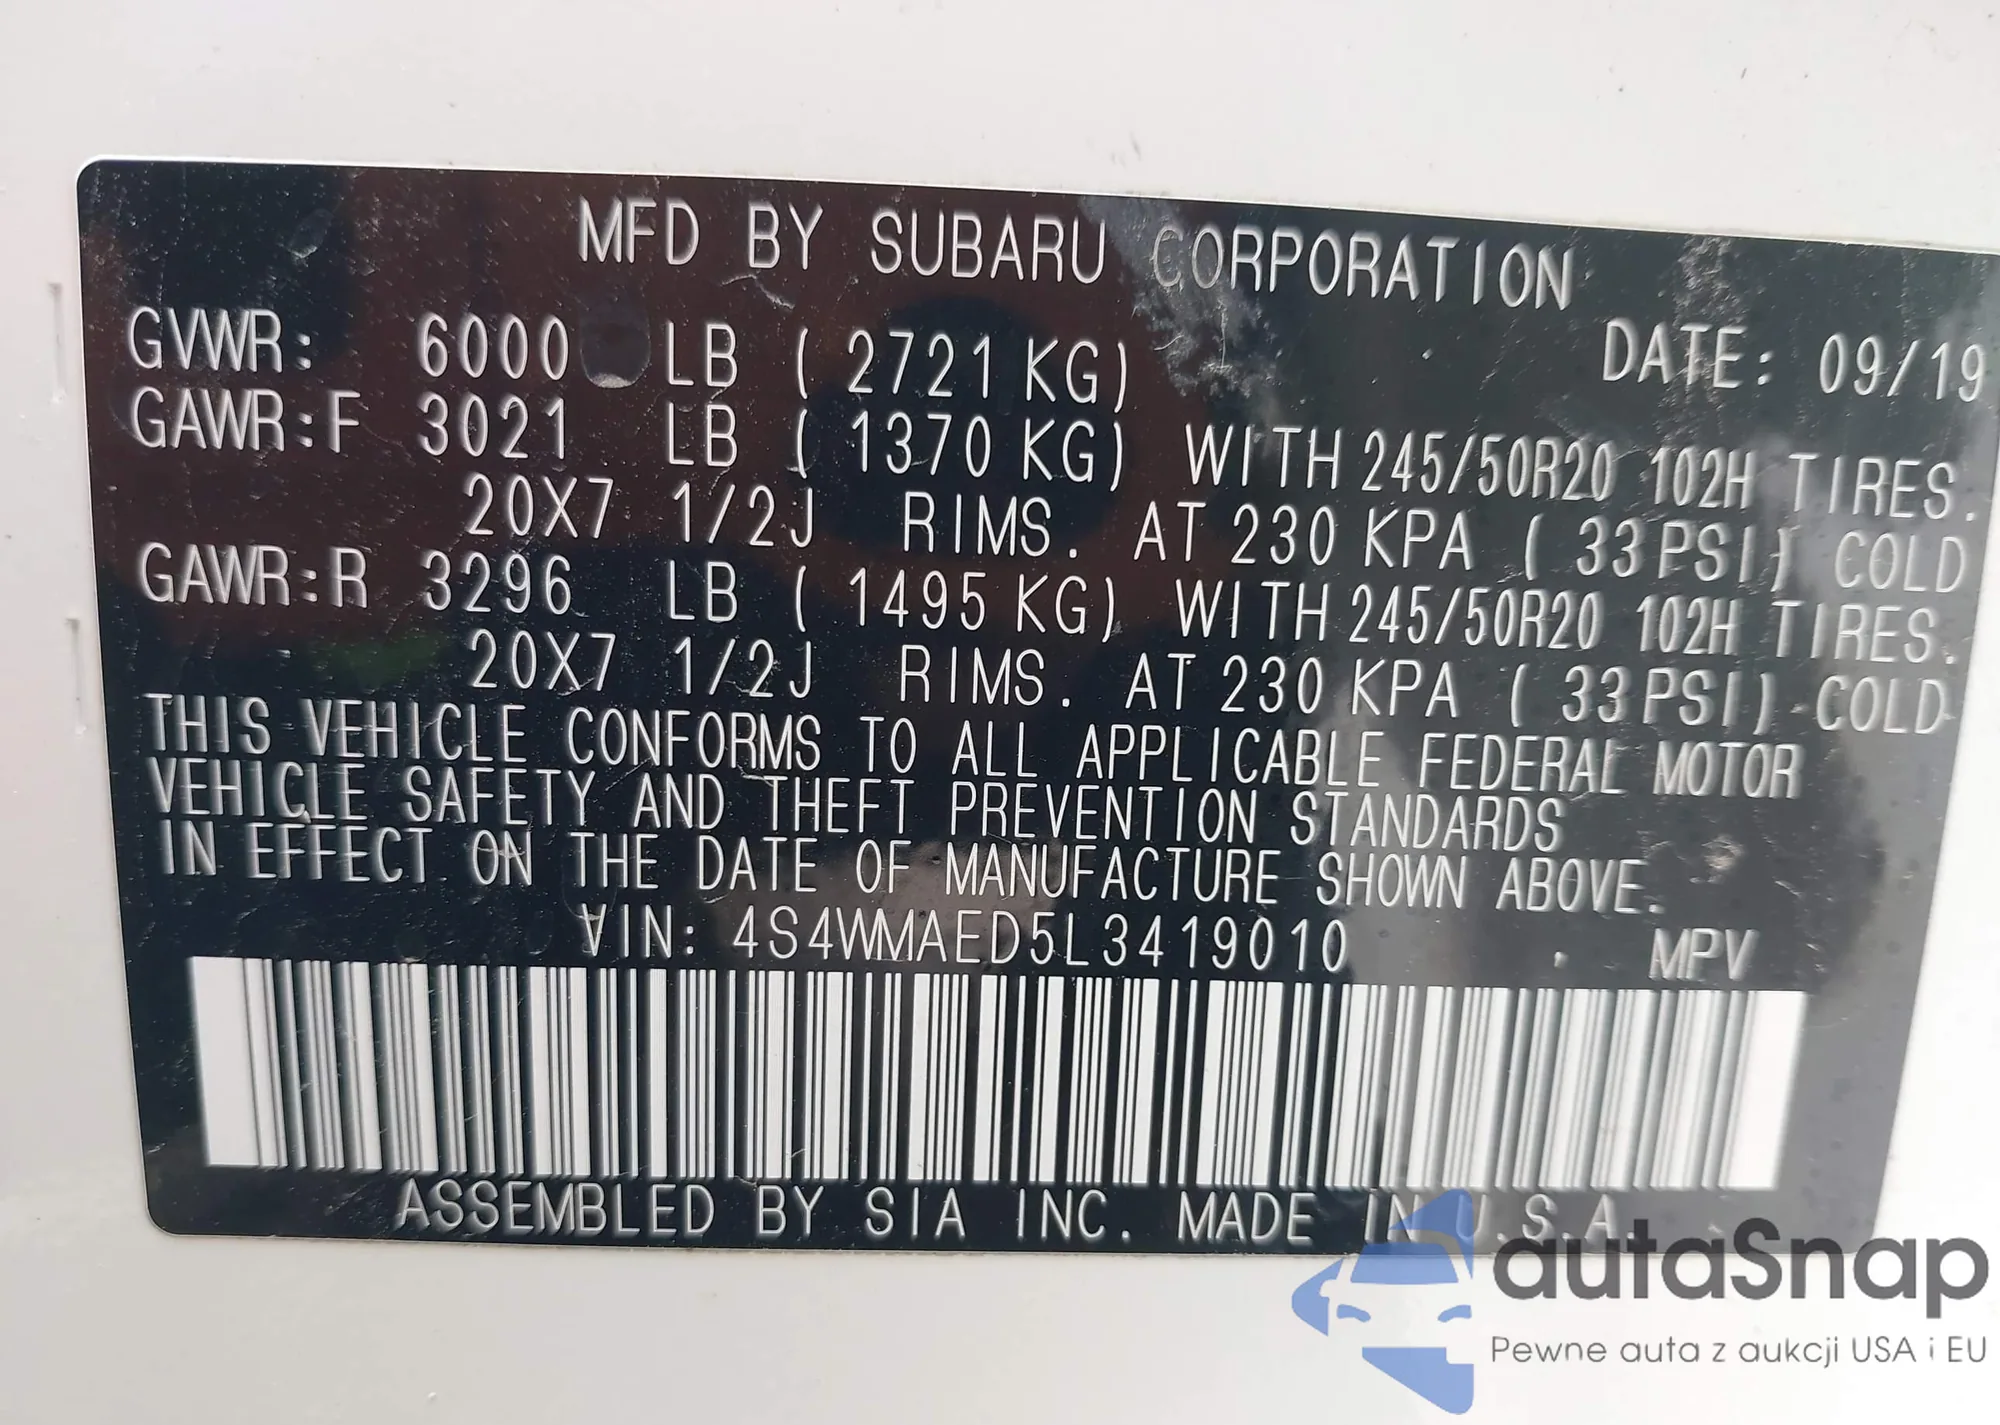 MFD BY SUBARU CORPORATION
GVWR: 6000 LB ( 2721 KG) DATE: 09/19
GAWR:F 3021 LB ( 1370 KG) WITH 245/50R20 102H TIRES.
20X7 1/2J RIMS. AT 230 KPA ( 33 PSI) COLD
GAWR:R 3296 LB ( 1495 KG) WITH 245/50R20 102H TIRES.
20X7 1/2J RIMS. AT 230 KPA ( 33 PSI) COLD
THIS VEHICLE CONFORMS TO ALL APPLICABLE FEDERAL MOTOR
VEHICLE SAFETY AND THEFT PREVENTION STANDARDS
IN EFFECT ON THE DATE OF MANUFACTURE SHOWN ABOVE.
VIN: 4S4WMAED5L3419010 MPV
ASSEMBLED BY SIA INC. MADE IN U.S.A.
autaSnap
Pewne auta z aukcji USA i EU